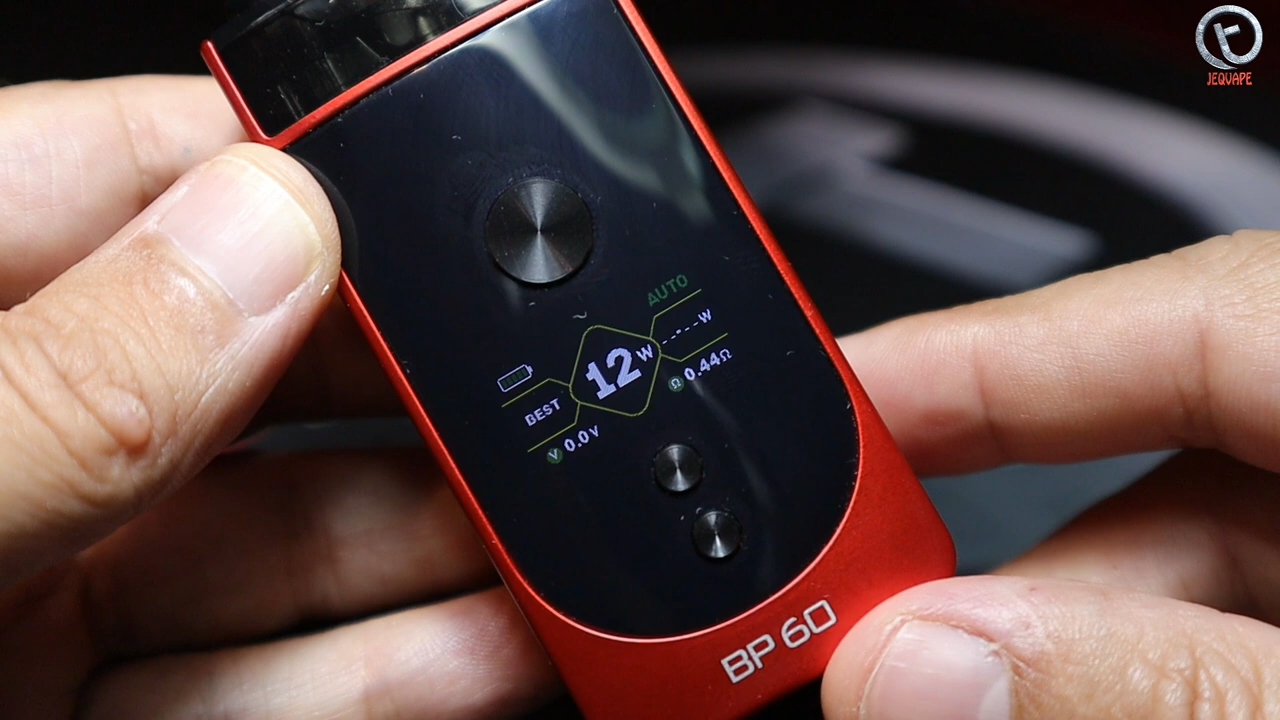 JEQVAPE
AUTO
12W
--·--W
BEST
0.44Ω
Ω
V
0.0V
BP 60